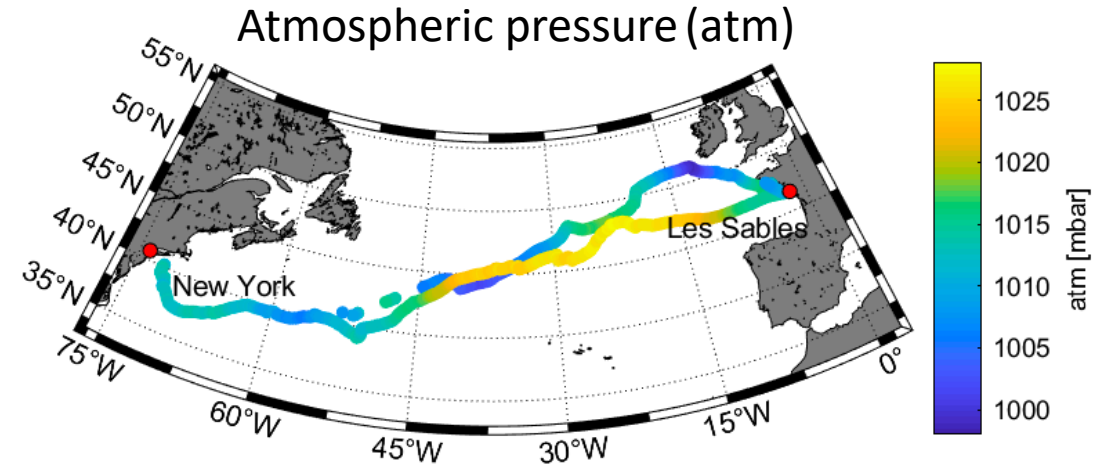 Atmospheric pressure (atm)
55°N
50°N
45°N
40°N
35°N
75°W
60°W
45°W
30°W
15°W
0°
New York
Les Sables
1025
1020
1015
1010
1005
1000
atm [mbar]